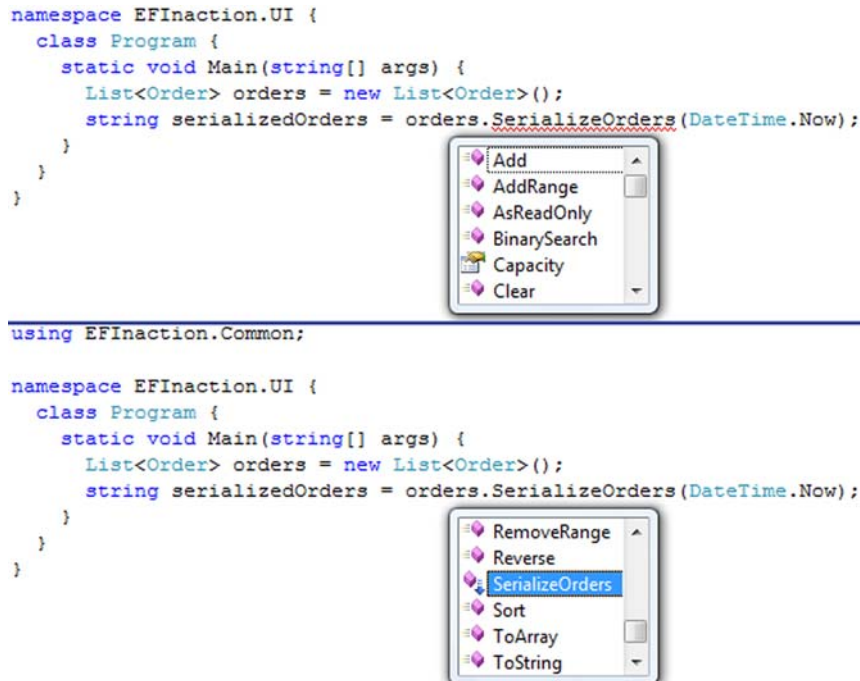 namespace EFInaction.UI {
class Program {
static void Main(string[] args) {
List<Order> orders = new List<Order>();
string serializedOrders = orders.SerializeOrders(DateTime.Now);
}
}
}
Add
AddRange
AsReadOnly
BinarySearch
Capacity
Clear
using EFInaction.Common;
namespace EFInaction.UI {
class Program {
static void Main(string[] args) {
List<Order> orders = new List<Order>();
string serializedOrders = orders.SerializeOrders(DateTime.Now);
}
}
}
RemoveRange
Reverse
SerializeOrders
Sort
ToArray
ToString